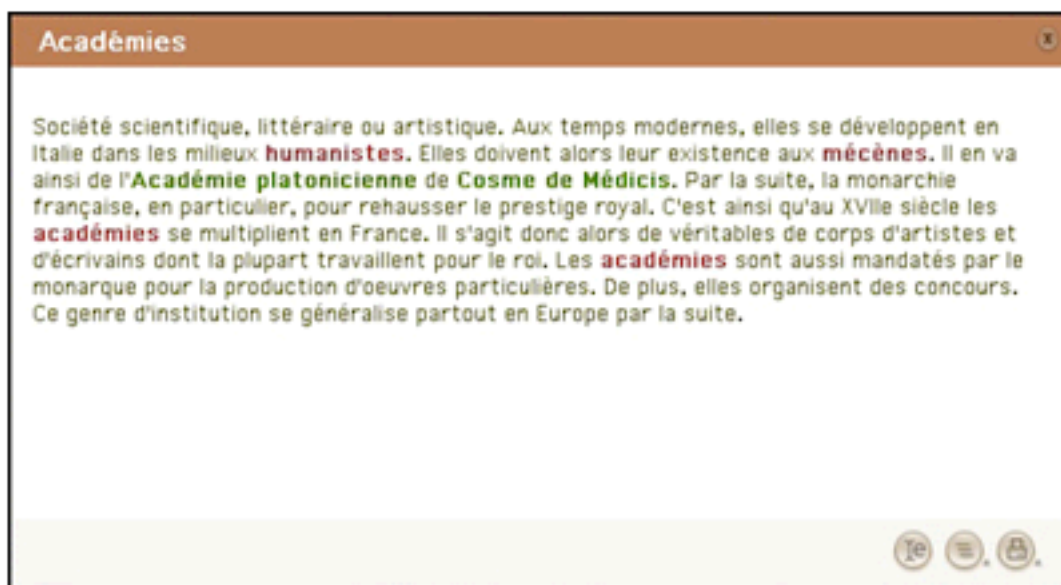 Académies
Société scientifique, littéraire ou artistique. Aux temps modernes, elles se développent en
Italie dans les milieux humanistes. Elles doivent alors leur existence aux mécènes. Il en va
ainsi de l'Académie platonicienne de Cosme de Médicis. Par la suite, la monarchie
française, en particulier, pour rehausser le prestige royal. C'est ainsi qu'au XVIIe siècle les
académies se multiplient en France. Il s'agit donc alors de véritables de corps d'artistes et
d'écrivains dont la plupart travaillent pour le roi. Les académies sont aussi mandatés par le
monarque pour la production d'oeuvres particulières. De plus, elles organisent des concours.
Ce genre d'institution se généralise partout en Europe par la suite.